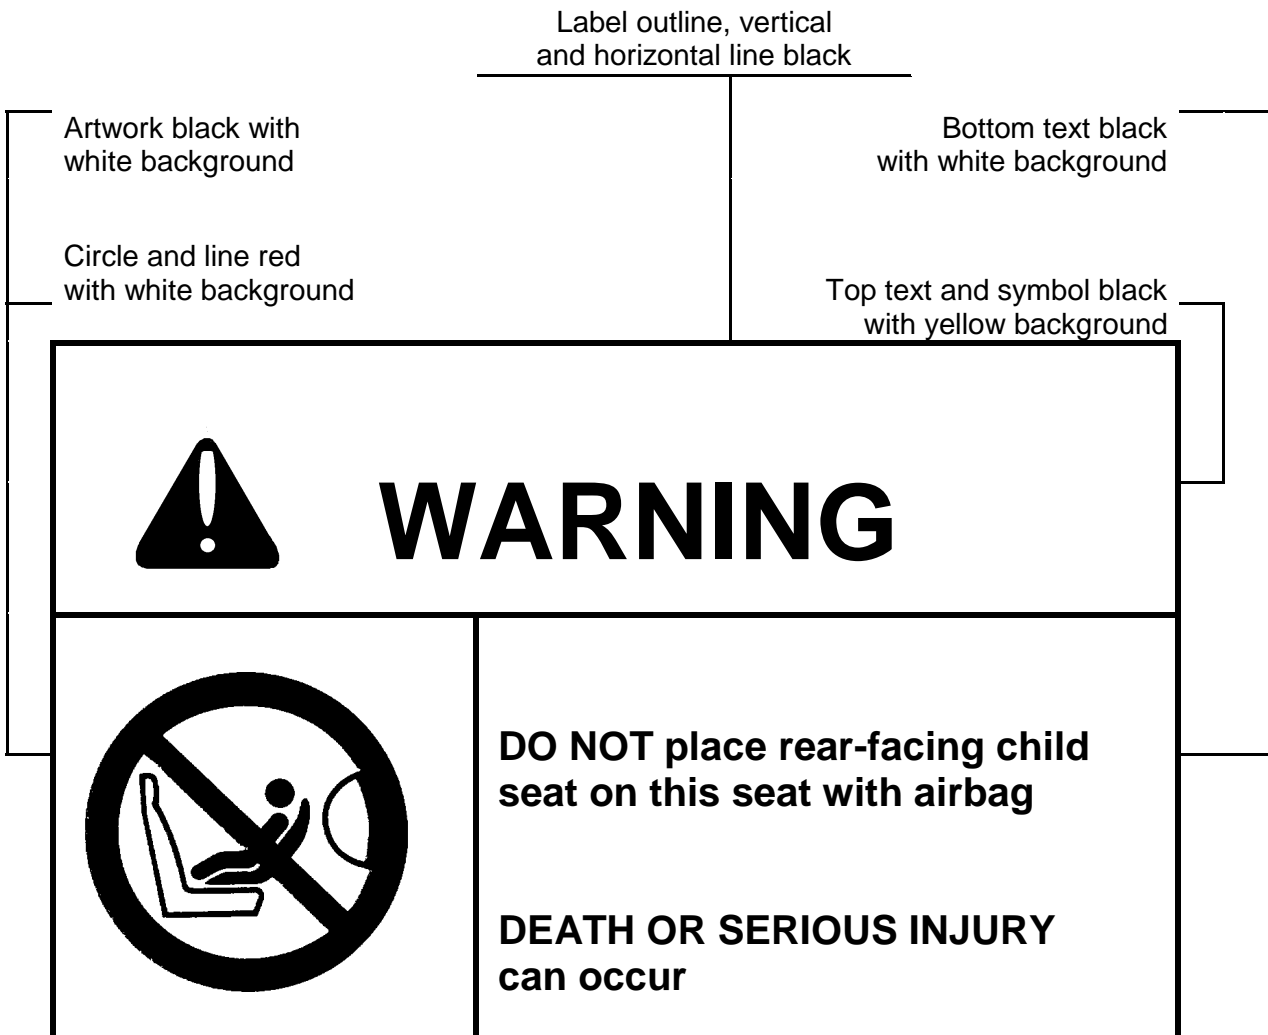 Label outline, vertical
and horizontal line black
Artwork black with
white background
Bottom text black
with white background
Circle and line red
with white background
Top text and symbol black
with yellow background
WARNING
DO NOT place rear-facing child
seat on this seat with airbag
DEATH OR SERIOUS INJURY
can occur